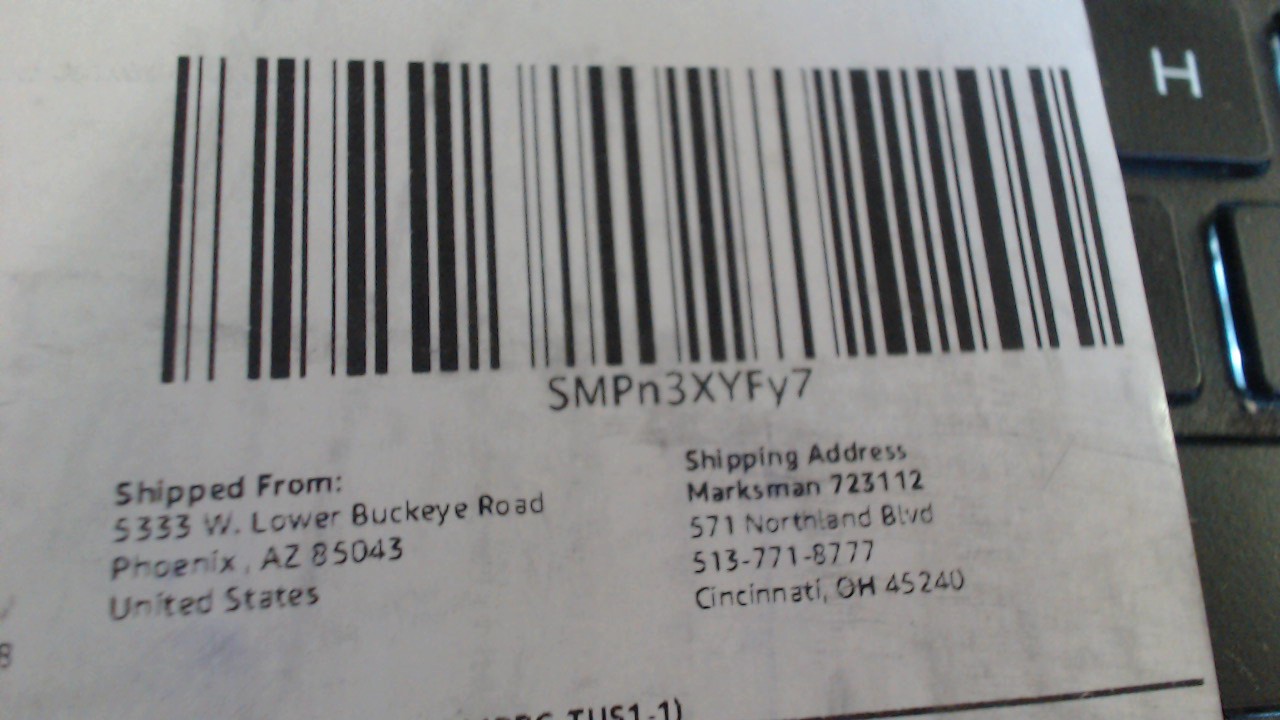 H
SMPn3XYFy7
Shipped From:
5333 W. Lower Buckeye Road
Phoenix, AZ 85043
United States
Shipping Address
Marksman 723112
571 Northland Blvd
513-771-8777
Cincinnati, OH 45240
8